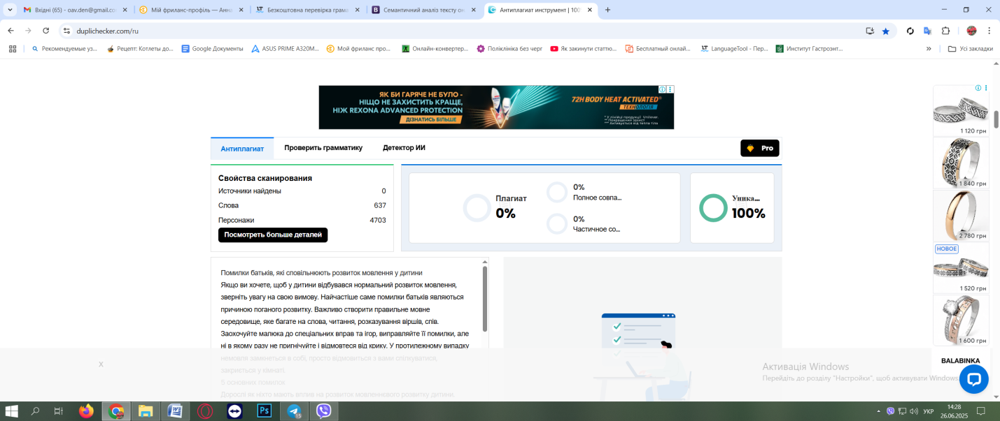 Вхідні (65) - oav.den@gmail.co
Мій фриланс-профіль — Анна
Безкоштовна перевірка грама
Семантичний аналіз тексту он
Антиплагиат инструмент | 100
duplichecker.com/ru
Рекомендуемые уз...
Рецепт: Котлеты до...
Google Документы
ASUS PRIME A320M...
Мой фриланс про...
Онлайн-конвертер...
Поліклініка без черг
Як закинути статтю...
Бесплатный онлай...
LanguageTool - Пер...
Институт Гастроэнт...
Усі закладки
ЯК БИ ГАРЯЧЕ НЕ БУЛО -
НІЩО НЕ ЗАХИСТИТЬ КРАЩЕ,
НІЖ REXONA ADVANCED PROTECTION
ДІЗНАТИСЬ БІЛЬШЕ
72H BODY HEAT ACTIVATED
ТЕХНОЛОГІЯ
Антиплагиат
Проверить грамматику
Детектор ИИ
Pro
Свойства сканирования
Источники найдены 0
Слова 637
Персонажи 4703
Посмотреть больше деталей
Плагиат
0%
0%
Полное совпа...
0%
Частичное со...
Уника...
100%
Помилки батьків, які сповільнюють розвиток мовлення у дитини
Якщо ви хочете, щоб у дитини відбувався нормальний розвиток мовлення,
зверніть увагу на свою вимову. Найчастіше саме помилки батьків являються
причиною поганого розвитку. Важливо створити правильне мовне
середовище, яке багате на слова, читання, розказування віршів, спів.
Заохочуйте малюка до спеціальних вправ та ігор, виправляйте її помилки, але
ні в якому разу не пригнічуйте і відмовтеся від крику. У протилежному випадку
немовля замкнеться в собі, просто відмовиться з вами спілкуватися,
закриється у кімнаті.
5 основних помилок
Дорослі як ніхто мають вплив на розвиток мовленнєвого розвитку дитини.
1 120 грн
1 840 грн
2 780 грн
НОВОЕ
1 520 грн
1 600 грн
BALABINKA
X
Активація Windows
Перейдіть до розділу "Настройки", щоб активувати Windows.
15
УКР
14:28
26.06.2025